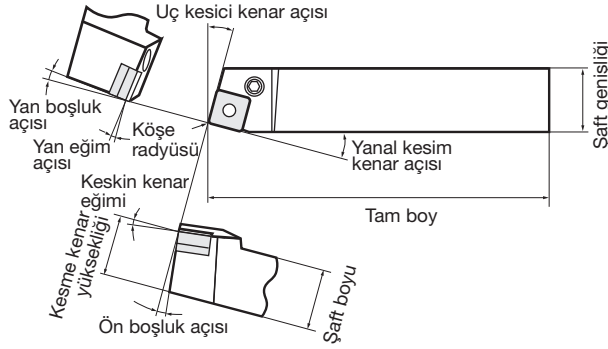 Uç kesici kenar açısı
Yan boşluk
açısı
Yan eğim
açısı
Köşe
radyüsü
Yanal kesim
kenar açısı
Saft genişliği
Keskin kenar
eğimi
Tam boy
Kesme kenar
yüksekliği
Şaft boyu
Ön boşluk açısı